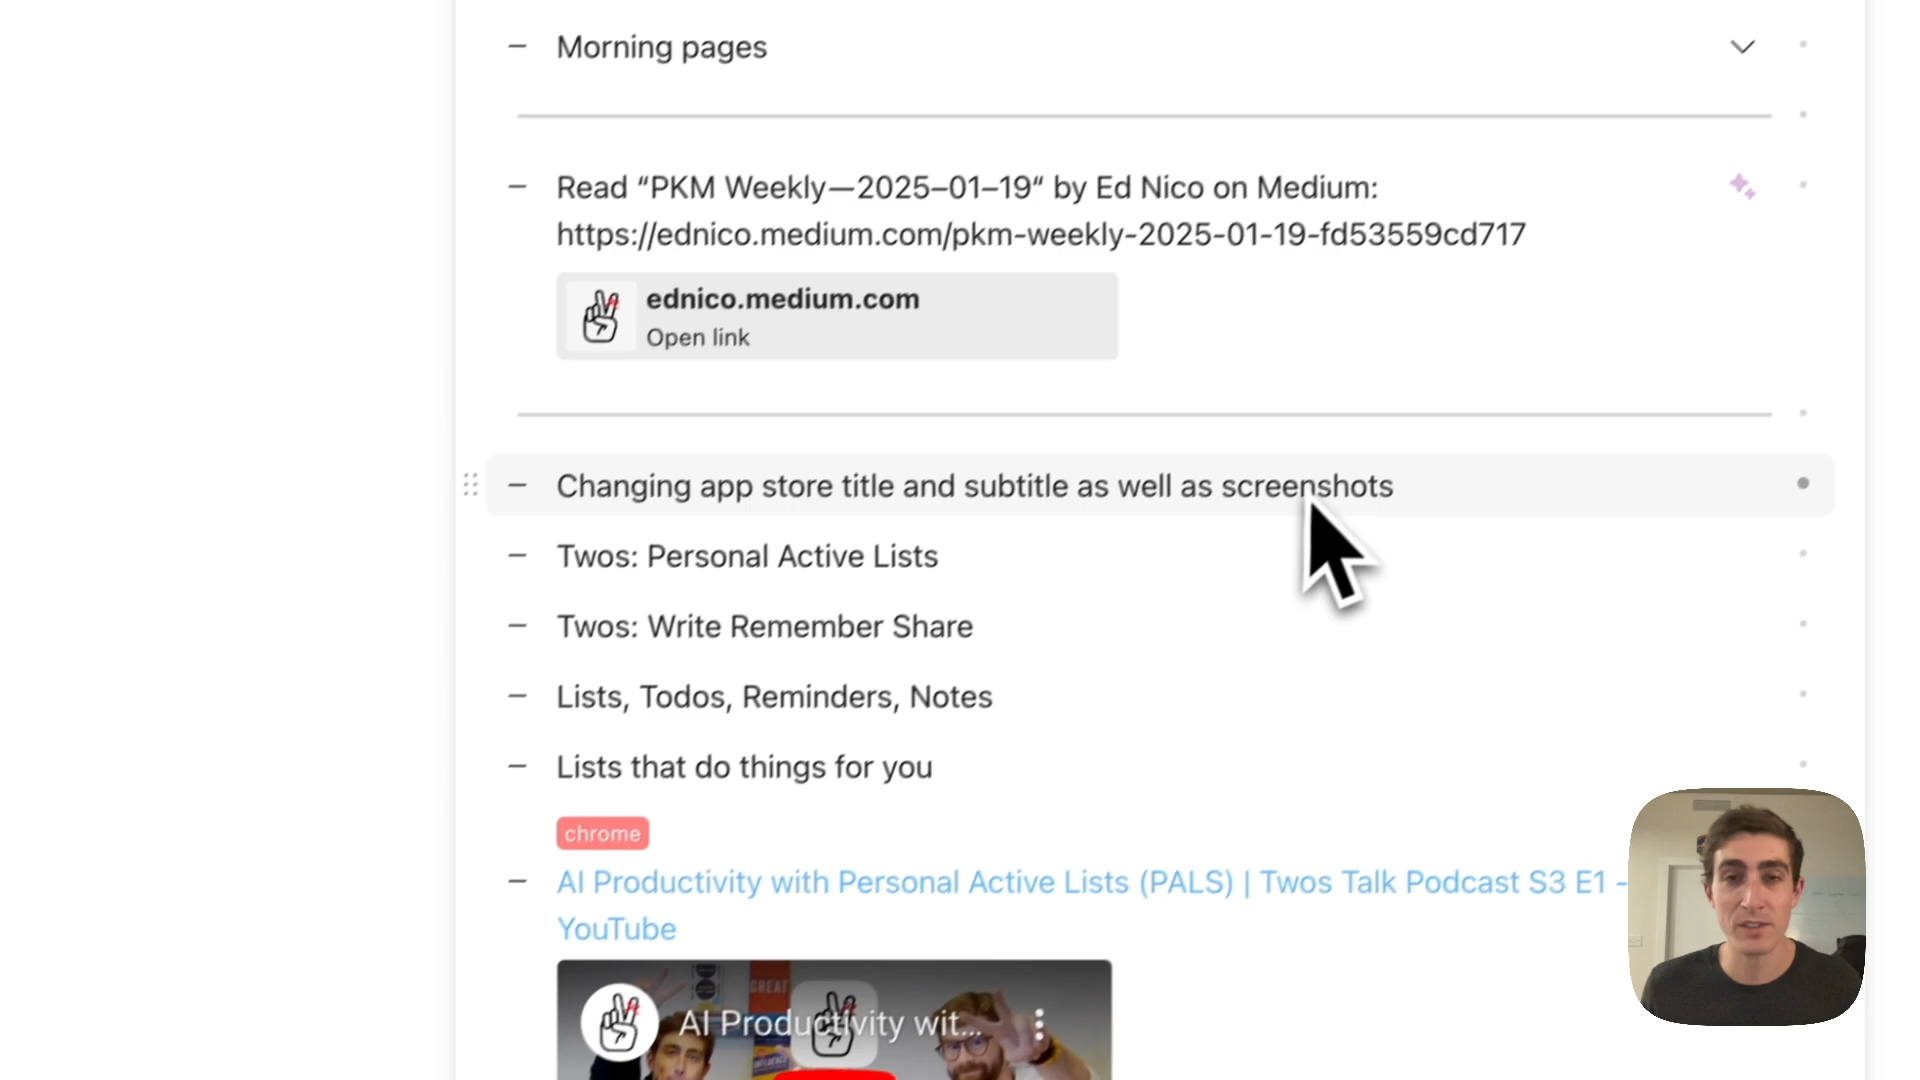 Morning pages
Read “PKM Weekly—2025–01–19“ by Ed Nico on Medium:
https://ednico.medium.com/pkm-weekly-2025-01-19-fd53559cd717
ednico.medium.com
Open link
Changing app store title and subtitle as well as screenshots
Twos: Personal Active Lists
Twos: Write Remember Share
Lists, Todos, Reminders, Notes
Lists that do things for you
chrome
AI Productivity with Personal Active Lists (PALS) | Twos Talk Podcast S3 E1 -
YouTube
GREAT
AI Productivity wit...